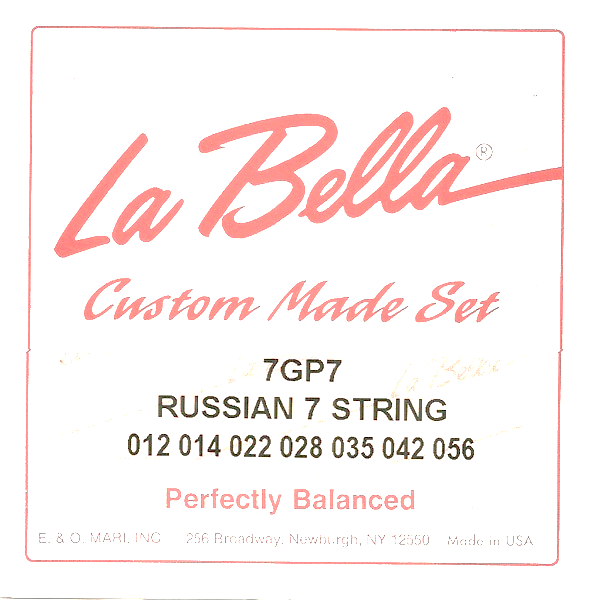 La Bella®
Custom Made Set
7GP7
RUSSIAN 7 STRING
012 014 022 028 035 042 056
Perfectly Balanced
E. & O. MARI, INC 256 Broadway, Newburgh, NY 12550 Made in USA